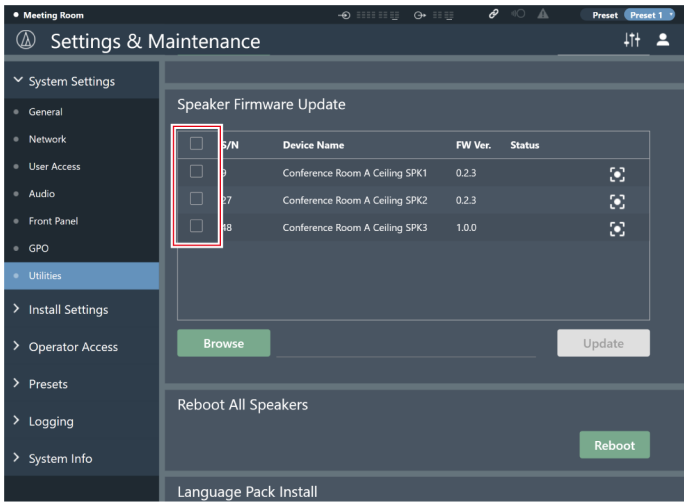 Meeting Room
Preset Preset 1
Settings & Maintenance
System Settings
General
Network
User Access
Audio
Front Panel
GPO
Utilities
Install Settings
Operator Access
Presets
Logging
System Info
Speaker Firmware Update
S/N Device Name FW Ver. Status
9 Conference Room A Ceiling SPK1 0.2.3
27 Conference Room A Ceiling SPK2 0.2.3
48 Conference Room A Ceiling SPK3 1.0.0
Browse Update
Reboot All Speakers
Reboot
Language Pack Install